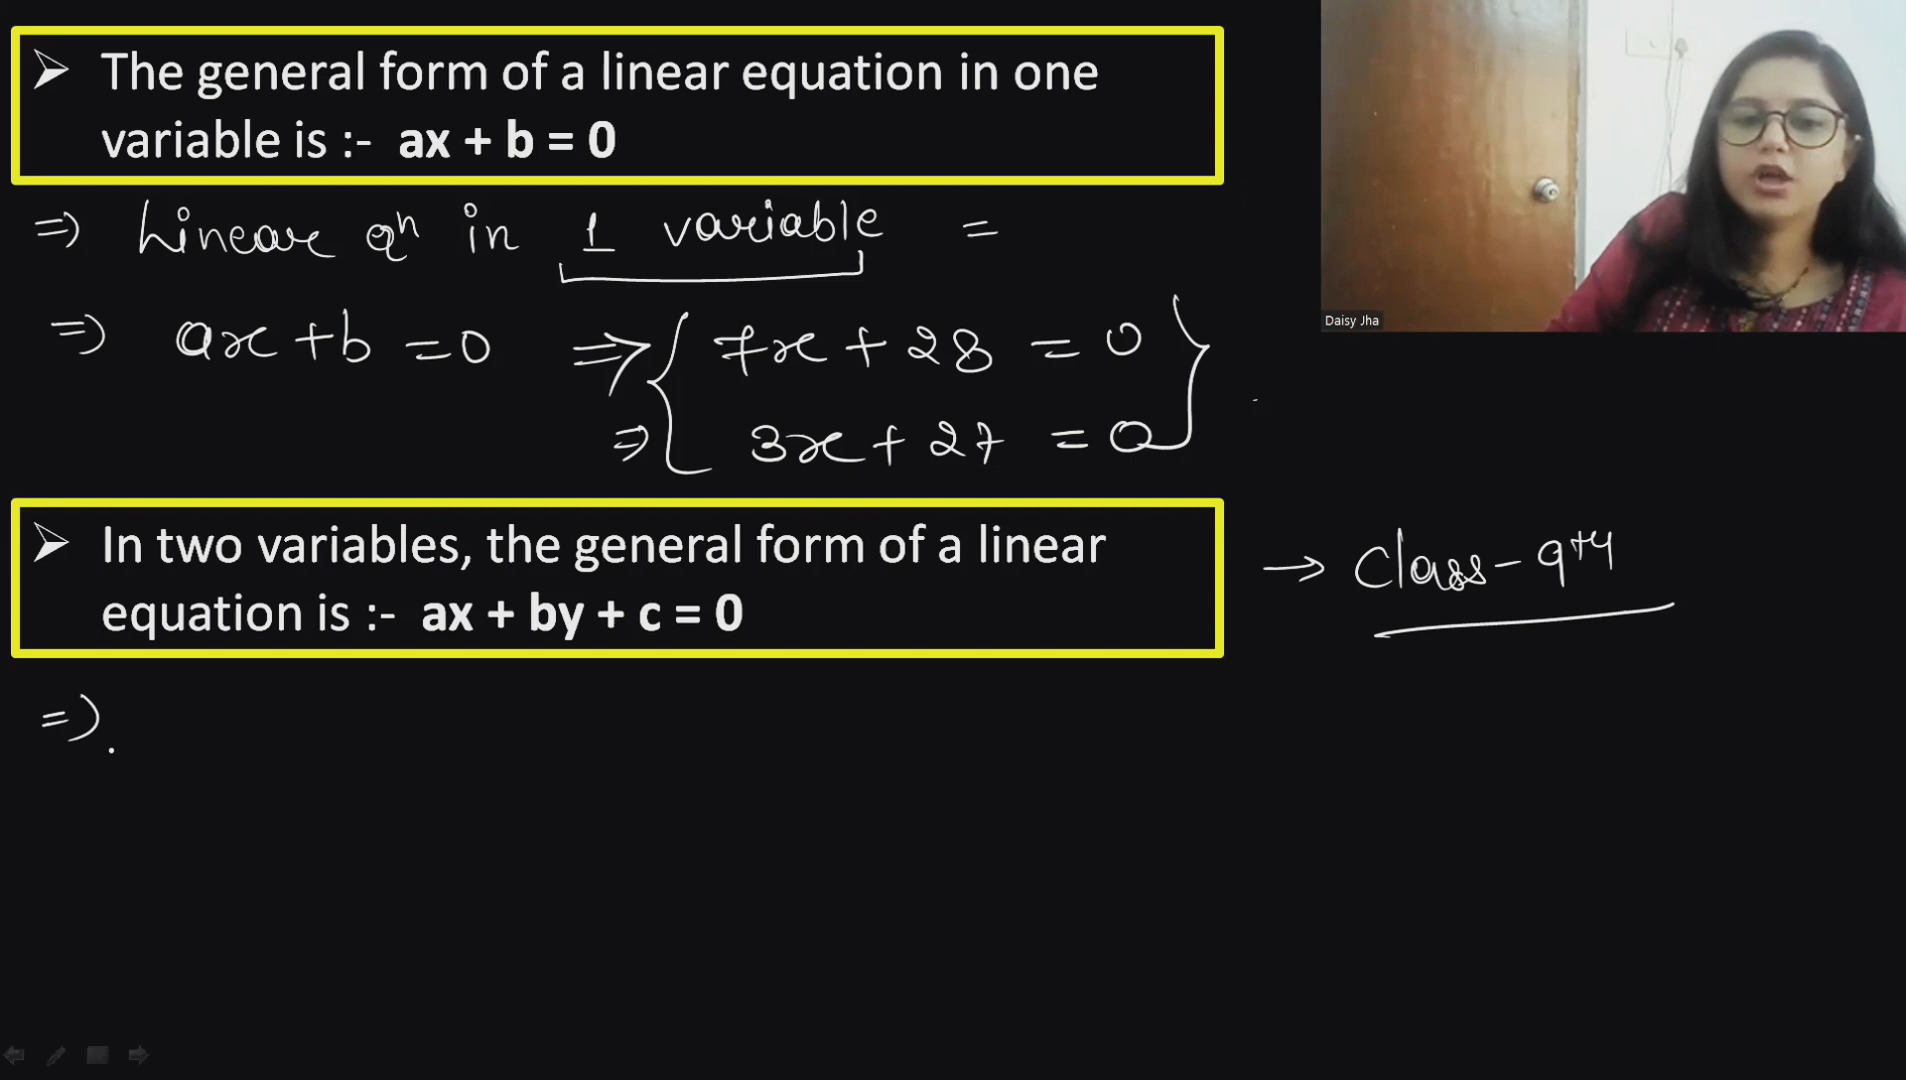 ➢ The general form of a linear equation in one
variable is :- ax + b = 0
Daisy Jha
⇒ Linear qn in 1 variable =
⇒ ax + b = 0 ⇒ { 7x + 28 = 0 }
⇒ 3x + 27 = 0
➢ In two variables, the general form of a linear
equation is :- ax + by + c = 0
→ Class - 9th
⇒